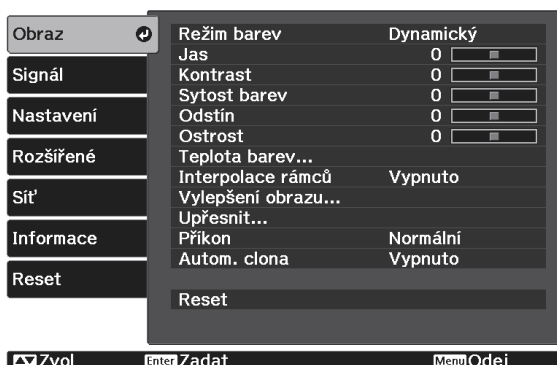 Obraz
Signál
Nastavení
Rozšířené
Síť
Informace
Reset
Režim barev Dynamický
Jas 0
Kontrast 0
Sytost barev 0
Odstín 0
Ostrost 0
Teplota barev...
Interpolace rámců Vypnuto
Vylepšení obrazu...
Upřesnit...
Příkon Normální
Autom. clona Vypnuto
Reset
Zvol Enter Zadat Menu Odej